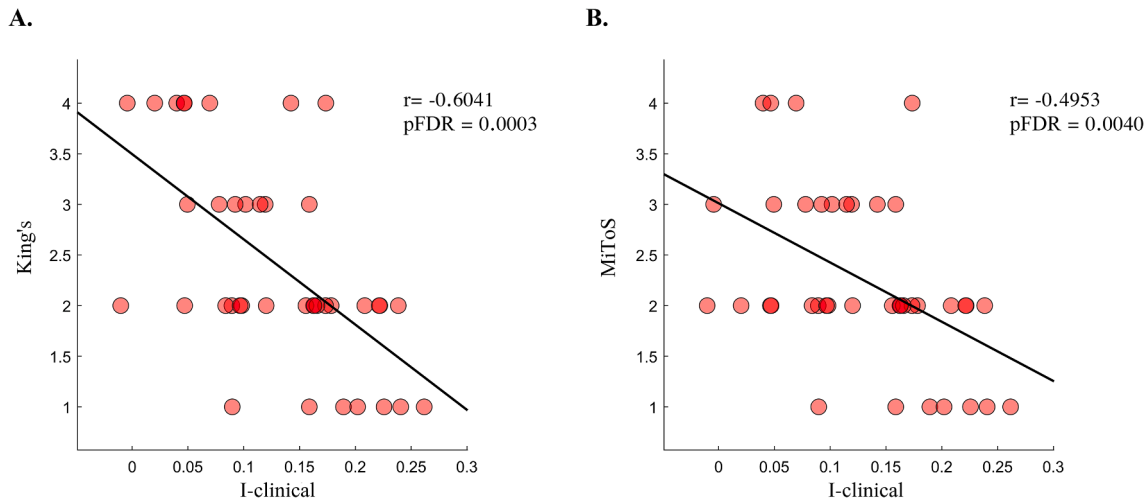 A.
B.
r= -0.6041
pFDR = 0.0003
King's
4
3.5
3
2.5
2
1.5
1
0
0.05
0.1
0.15
0.2
0.25
0.3
I-clinical
r= -0.4953
pFDR = 0.0040
MiToS
4
3.5
3
2.5
2
1.5
1
0
0.05
0.1
0.15
0.2
0.25
0.3
I-clinical